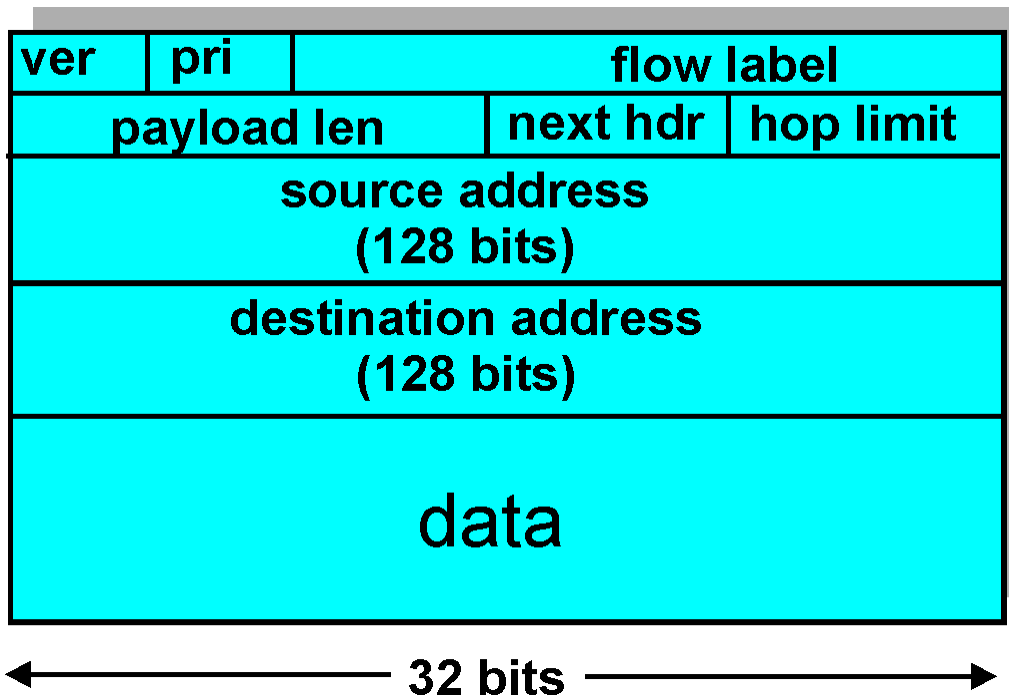 ver pri flow label
payload len next hdr hop limit
source address
(128 bits)
destination address
(128 bits)
data
32 bits